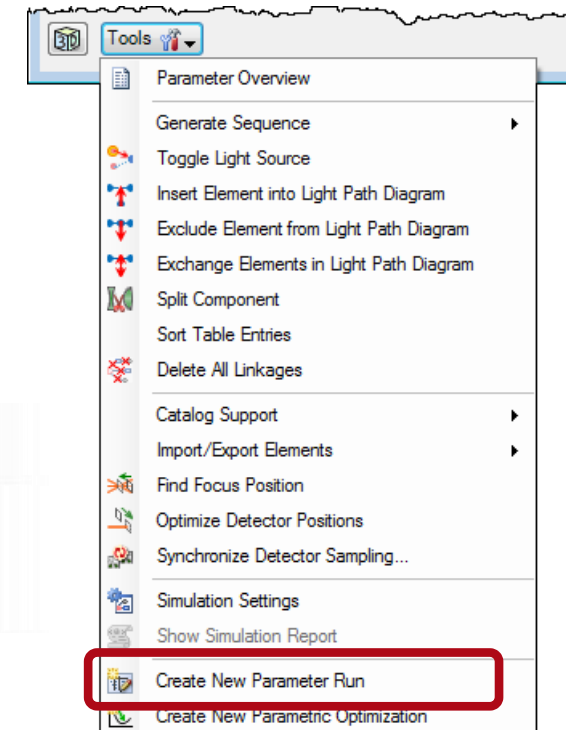 3D
Tools
Parameter Overview
Generate Sequence
Toggle Light Source
Insert Element into Light Path Diagram
Exclude Element from Light Path Diagram
Exchange Elements in Light Path Diagram
Split Component
Sort Table Entries
Delete All Linkages
Catalog Support
Import/Export Elements
Find Focus Position
Optimize Detector Positions
Synchronize Detector Sampling...
Simulation Settings
Show Simulation Report
Create New Parameter Run
Create New Parametric Optimization